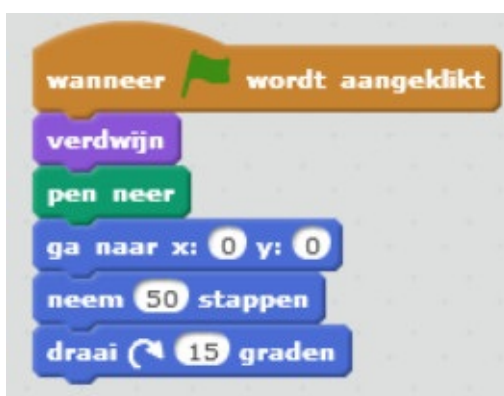 wanneer wordt aangeklikt
verdwijn
pen neer
ga naar x: 0 y: 0
neem 50 stappen
draai 15 graden